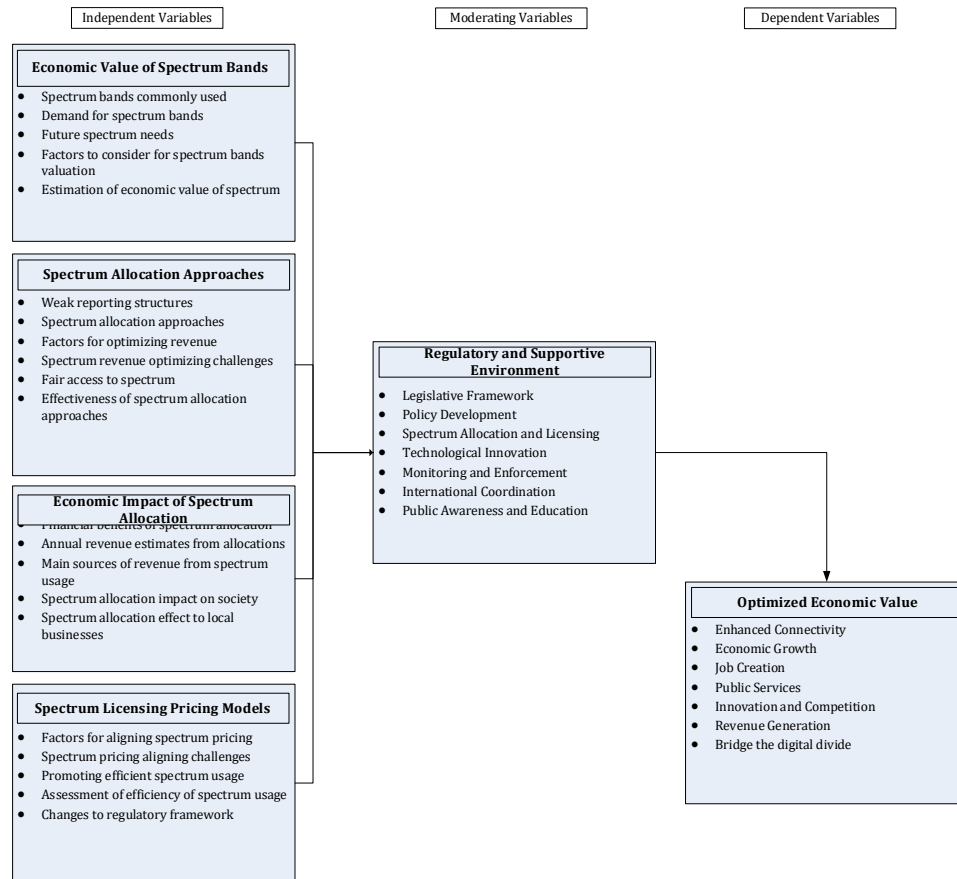 Independent Variables
Moderating Variables
Dependent Variables
Economic Value of Spectrum Bands
• Spectrum bands commonly used
• Demand for spectrum bands
• Future spectrum needs
• Factors to consider for spectrum bands
valuation
• Estimation of economic value of spectrum
Spectrum Allocation Approaches
• Weak reporting structures
• Spectrum allocation approaches
• Factors for optimizing revenue
• Spectrum revenue optimizing challenges
• Fair access to spectrum
• Effectiveness of spectrum allocation
approaches
Economic Impact of Spectrum
Allocation
• Financial benefits of spectrum allocation
• Annual revenue estimates from allocations
• Main sources of revenue from spectrum
usage
• Spectrum allocation impact on society
• Spectrum allocation effect to local
businesses
Spectrum Licensing Pricing Models
• Factors for aligning spectrum pricing
• Spectrum pricing aligning challenges
• Promoting efficient spectrum usage
• Assessment of efficiency of spectrum usage
• Changes to regulatory framework
Regulatory and Supportive
Environment
• Legislative Framework
• Policy Development
• Spectrum Allocation and Licensing
• Technological Innovation
• Monitoring and Enforcement
• International Coordination
• Public Awareness and Education
Optimized Economic Value
• Enhanced Connectivity
• Economic Growth
• Job Creation
• Public Services
• Innovation and Competition
• Revenue Generation
• Bridge the digital divide